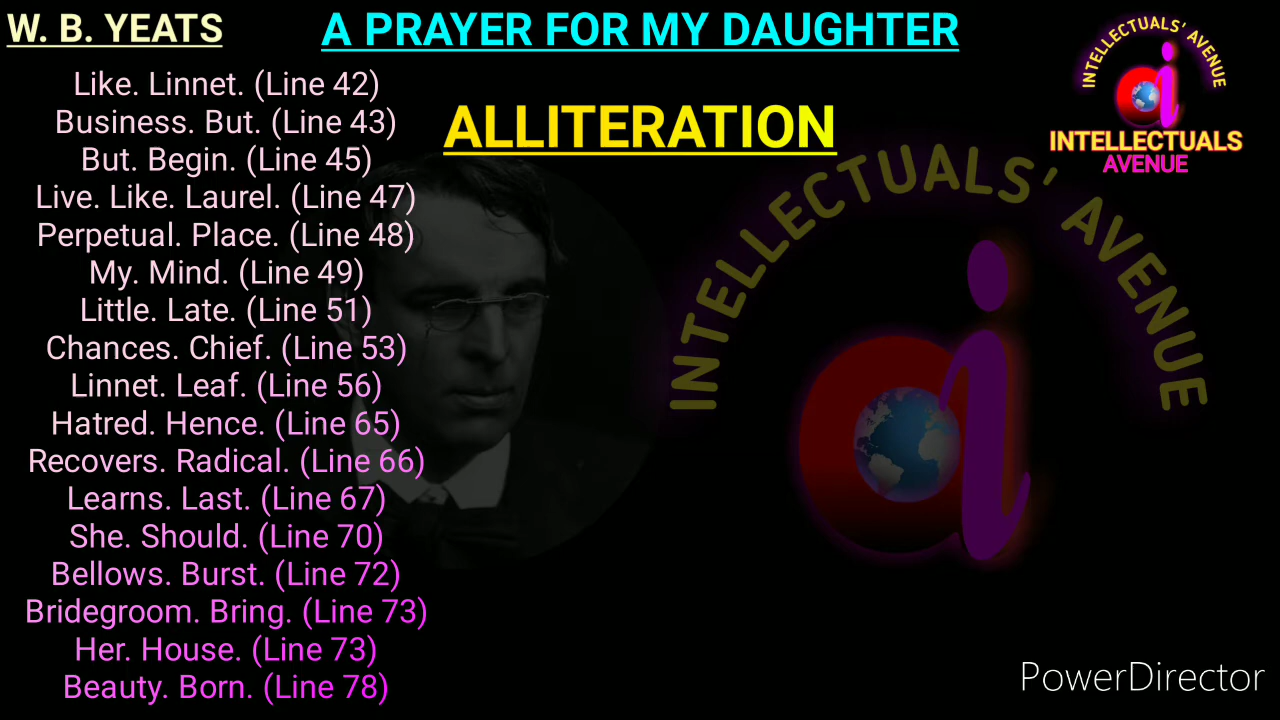 W. B. YEATS
A PRAYER FOR MY DAUGHTER
INTELLECTUALS' AVENUE
INTELLECTUALS
AVENUE
ALLITERATION
Like. Linnet. (Line 42)
Business. But. (Line 43)
But. Begin. (Line 45)
Live. Like. Laurel. (Line 47)
Perpetual. Place. (Line 48)
My. Mind. (Line 49)
Little. Late. (Line 51)
Chances. Chief. (Line 53)
Linnet. Leaf. (Line 56)
Hatred. Hence. (Line 65)
Recovers. Radical. (Line 66)
Learns. Last. (Line 67)
She. Should. (Line 70)
Bellows. Burst. (Line 72)
Bridegroom. Bring. (Line 73)
Her. House. (Line 73)
Beauty. Born. (Line 78)
INTELLECTUALS' AVENUE
PowerDirector